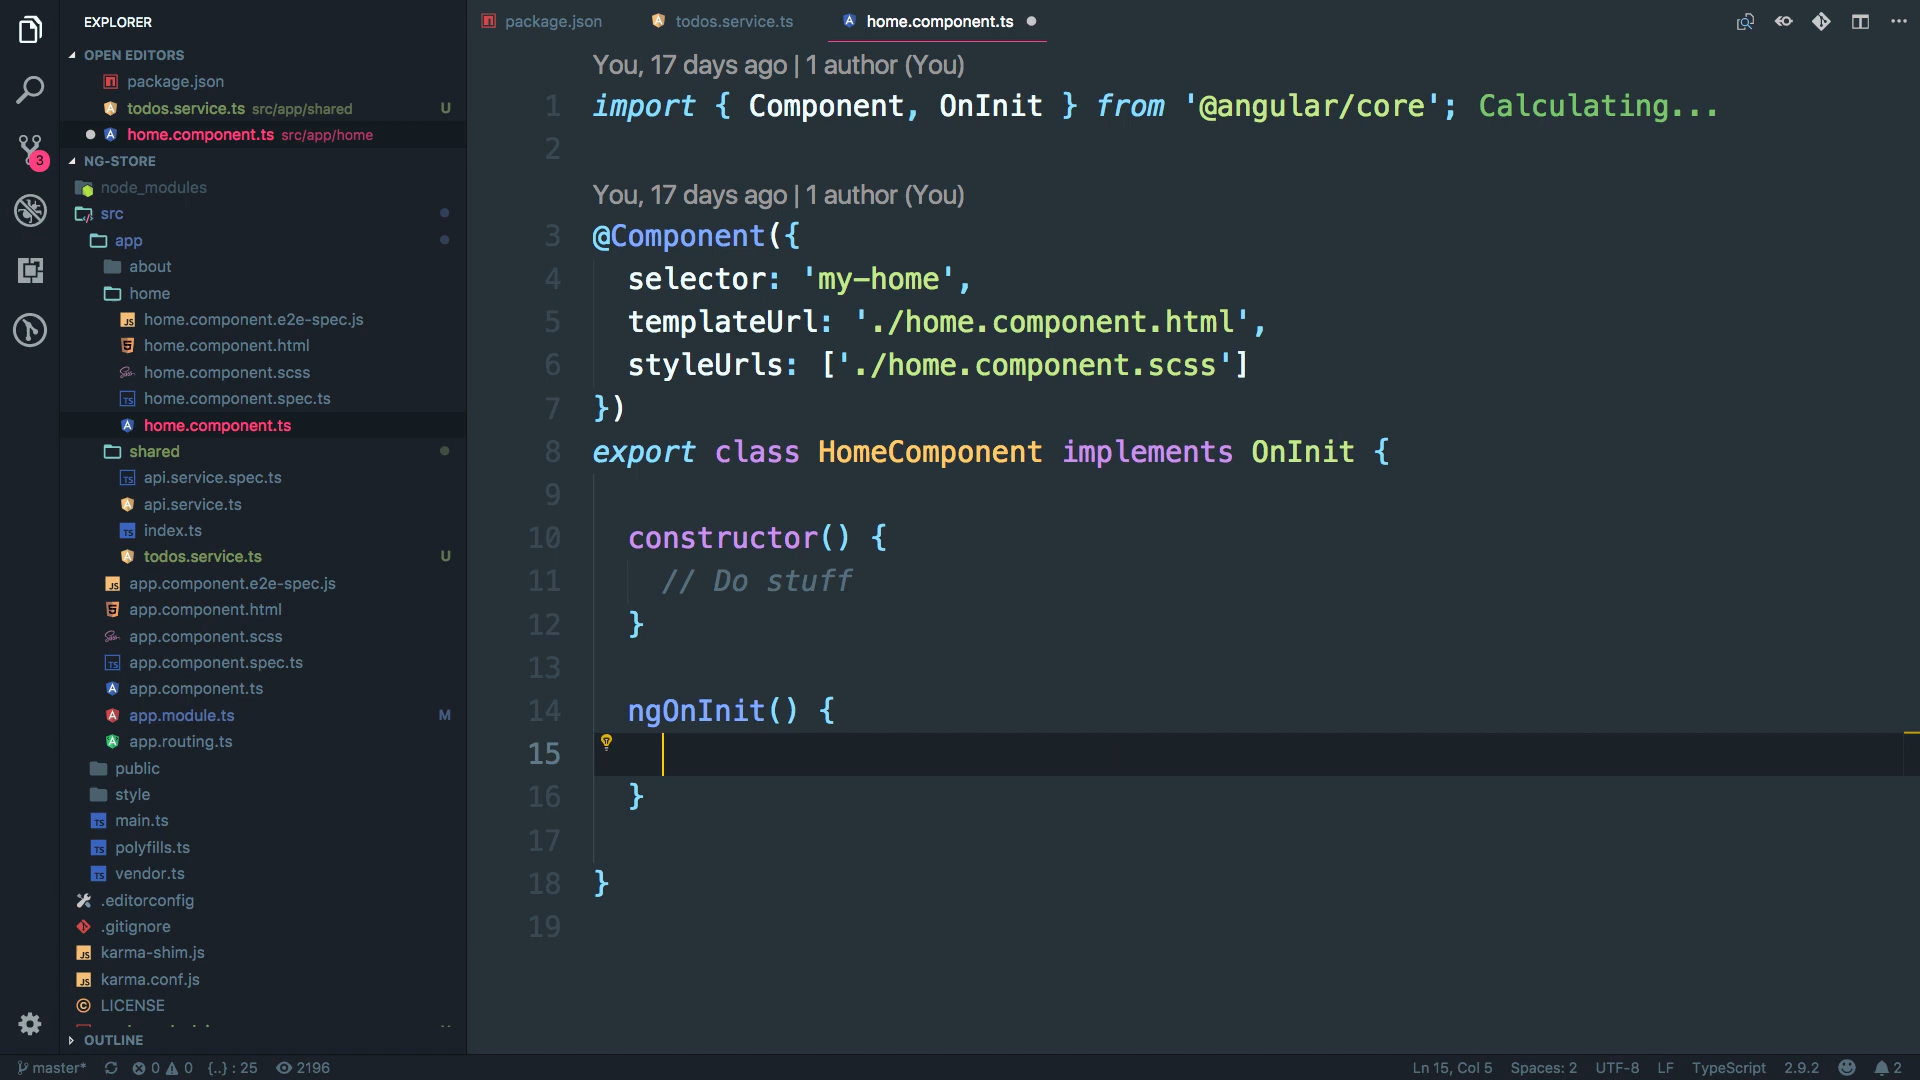 EXPLORER
OPEN EDITORS
package.json
todos.service.ts src/app/shared U
home.component.ts src/app/home
3
NG-STORE
node_modules
src
app
about
home
home.component.e2e-spec.js
home.component.html
home.component.scss
home.component.spec.ts
home.component.ts
shared
api.service.spec.ts
api.service.ts
index.ts
todos.service.ts U
app.component.e2e-spec.js
app.component.html
app.component.scss
app.component.spec.ts
app.component.ts
app.module.ts M
app.routing.ts
public
style
main.ts
polyfills.ts
vendor.ts
.editorconfig
.gitignore
karma-shim.js
karma.conf.js
LICENSE
OUTLINE
package.json todos.service.ts home.component.ts
You, 17 days ago | 1 author (You)
1 import { Component, OnInit } from '@angular/core'; Calculating...
2
You, 17 days ago | 1 author (You)
3 @Component({
4 selector: 'my-home',
5 templateUrl: './home.component.html',
6 styleUrls: ['./home.component.scss']
7 })
8 export class HomeComponent implements OnInit {
9
10 constructor() {
11 // Do stuff
12 }
13
14 ngOnInit() {
15
16 }
17
18 }
19
master* 0 0 {..} : 25 2196 Ln 15, Col 5 Spaces: 2 UTF-8 LF TypeScript 2.9.2 2